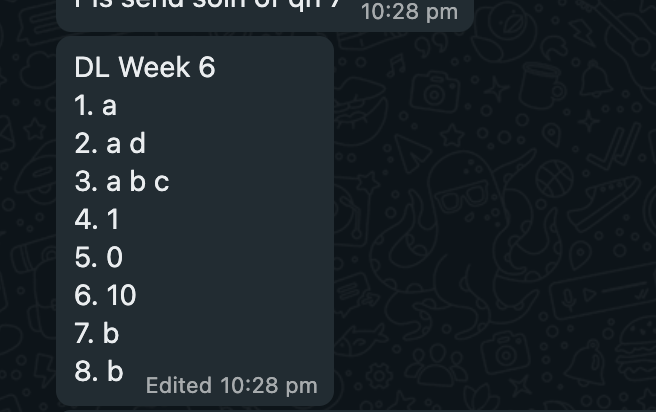 10:28 pm
DL Week 6
1. a
2. a d
3. a b c
4. 1
5. 0
6. 10
7. b
8. b
Edited 10:28 pm